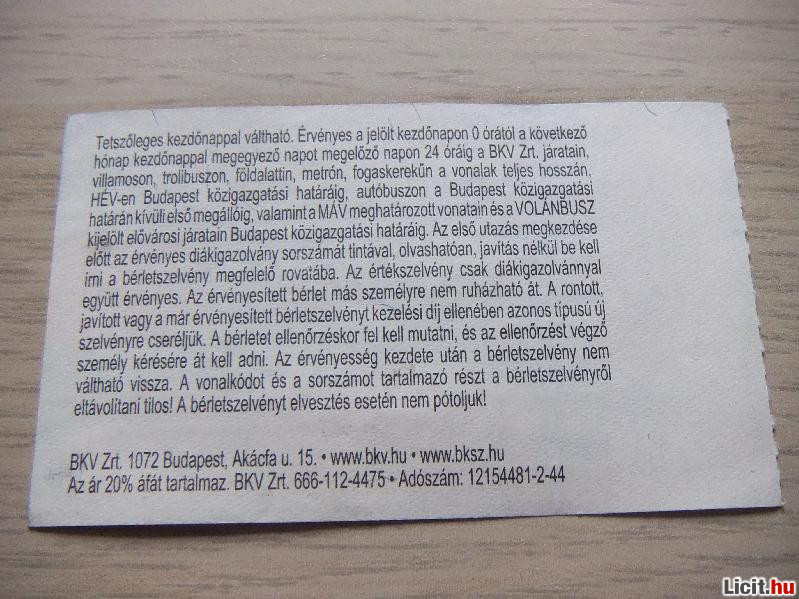 Tetszőleges kezdőnappal váltható. Érvényes a jelölt kezdőnapon 0 órától a következő
hónap kezdőnappal megegyező napot megelőző napon 24 óráig a BKV Zrt. járatain,
villamoson, trolibuszon, földalattin, metrón, fogaskerekűn a vonalak teljes hosszán,
HÉV-en Budapest közigazgatási határáig, autóbuszon a Budapest közigazgatási
határán kívüli első megállóig, valamint a MÁV meghatározott vonatain és a VOLÁNBUSZ
kijelölt elővárosi járatain Budapest közigazgatási határáig. Az első utazás megkezdése
előtt az érvényes diákigazolvány sorszámát tintával, olvashatóan, javítás nélkül be kell
írni a bérletszelvény megfelelő rovatába. Az értékszelvény csak diákigazolvánnyal
együtt érvényes. Az érvényesített bérlet más személyre nem ruházható át. A rontott,
javított vagy a már érvényesített bérletszelvényt kezelési díj ellenében azonos típusú új
szelvényre cseréljük. A bérletet ellenőrzéskor fel kell mutatni, és az ellenőrzést végző
személy kérésére át kell adni. Az érvényesség kezdete után a bérletszelvény nem
váltható vissza. A vonalkódot és a sorszámot tartalmazó részt a bérletszelvényről
eltávolítani tilos! A bérletszelvényt elvesztés esetén nem pótoljuk!
BKV Zrt. 1072 Budapest, Akácfa u. 15. • www.bkv.hu • www.bksz.hu
Az ár 20% áfát tartalmaz. BKV Zrt. 666-112-4475 • Adószám: 12154481-2-44
Licit.hu